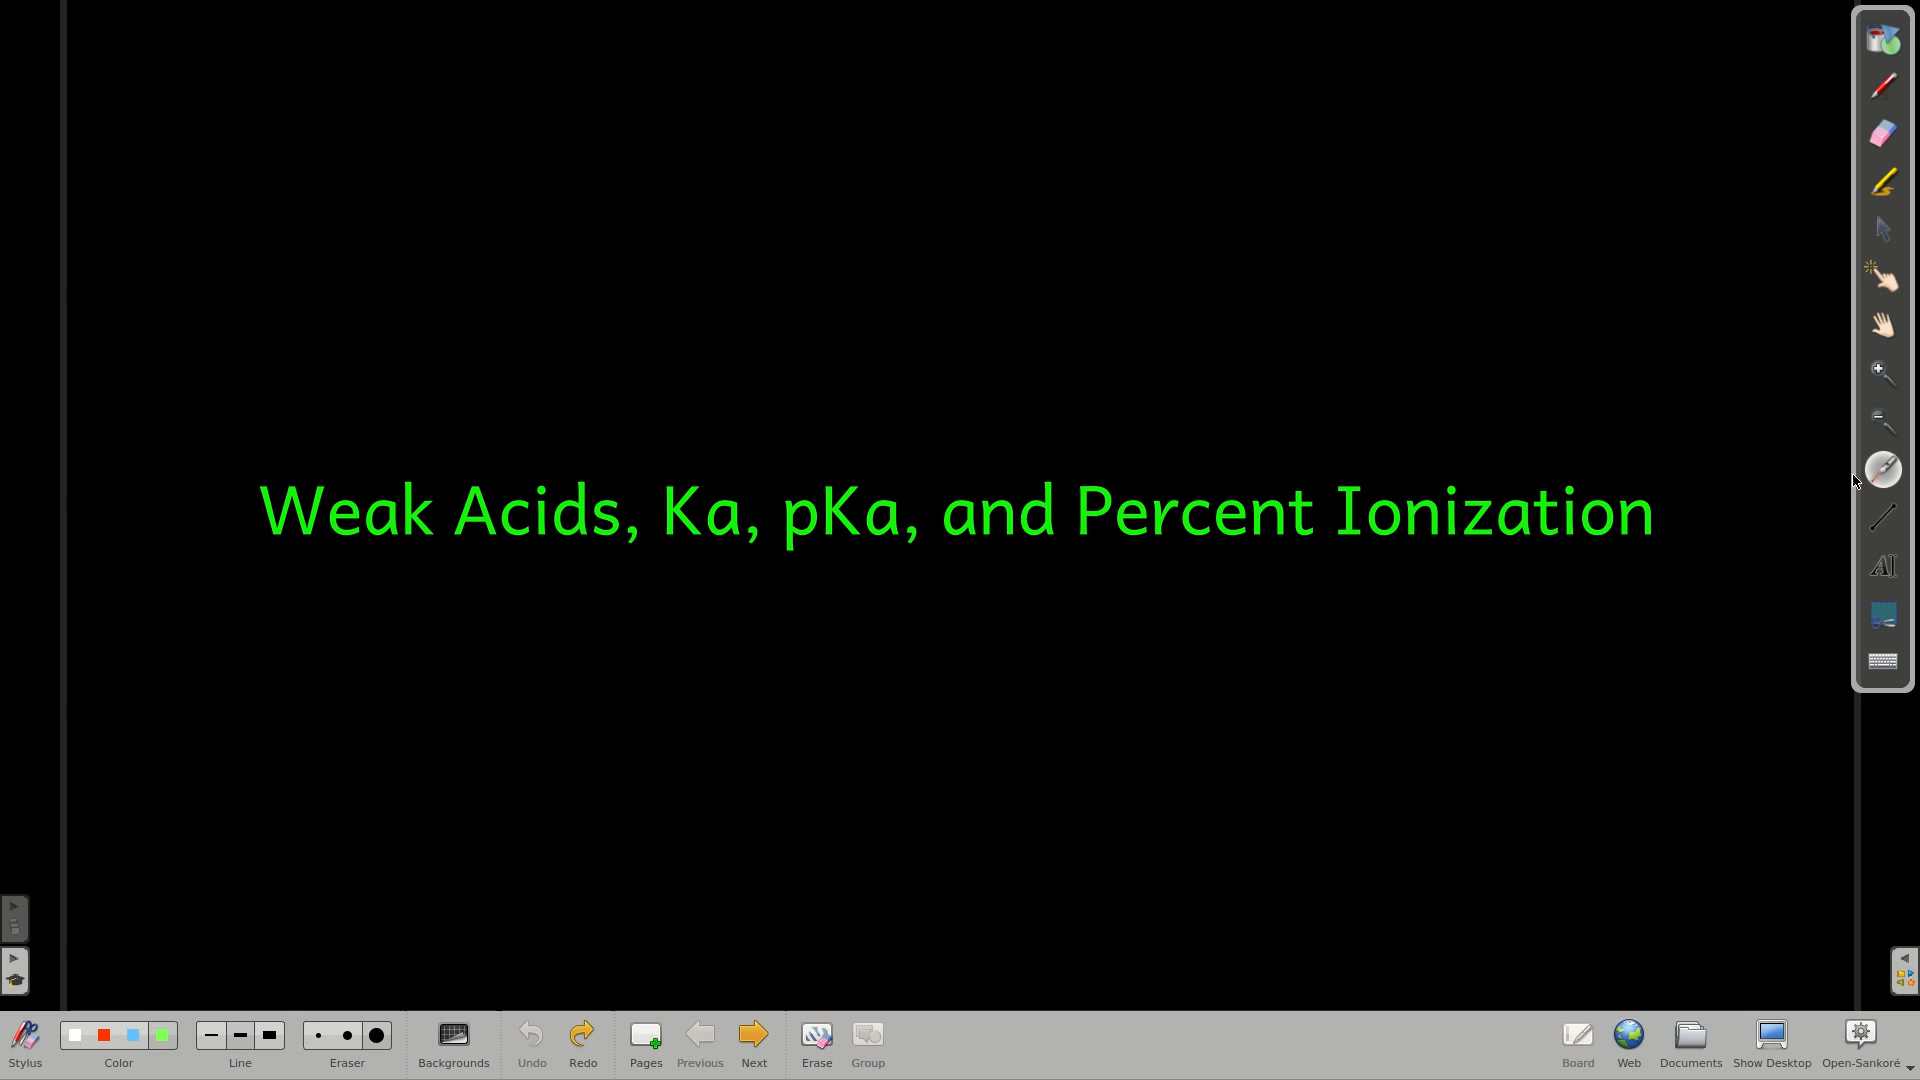 Weak Acids, Ka, pKa, and Percent Ionization
AI
Stylus
Color
Line
Eraser
Backgrounds
Undo
Redo
Pages
Previous
Next
Erase
Group
Board
Web
Documents
Show Desktop
Open-Sankoré